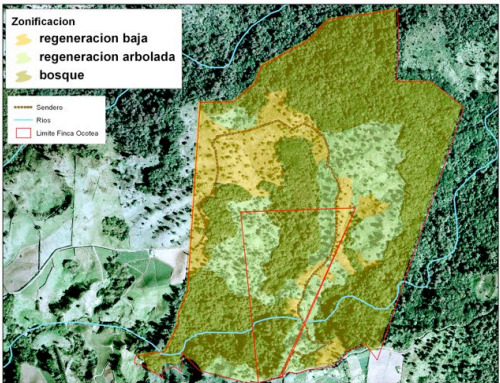 Zonificacion
regeneracion baja
regeneracion arbolada
bosque
Sendero
Rios
Limite Finca Ocotea